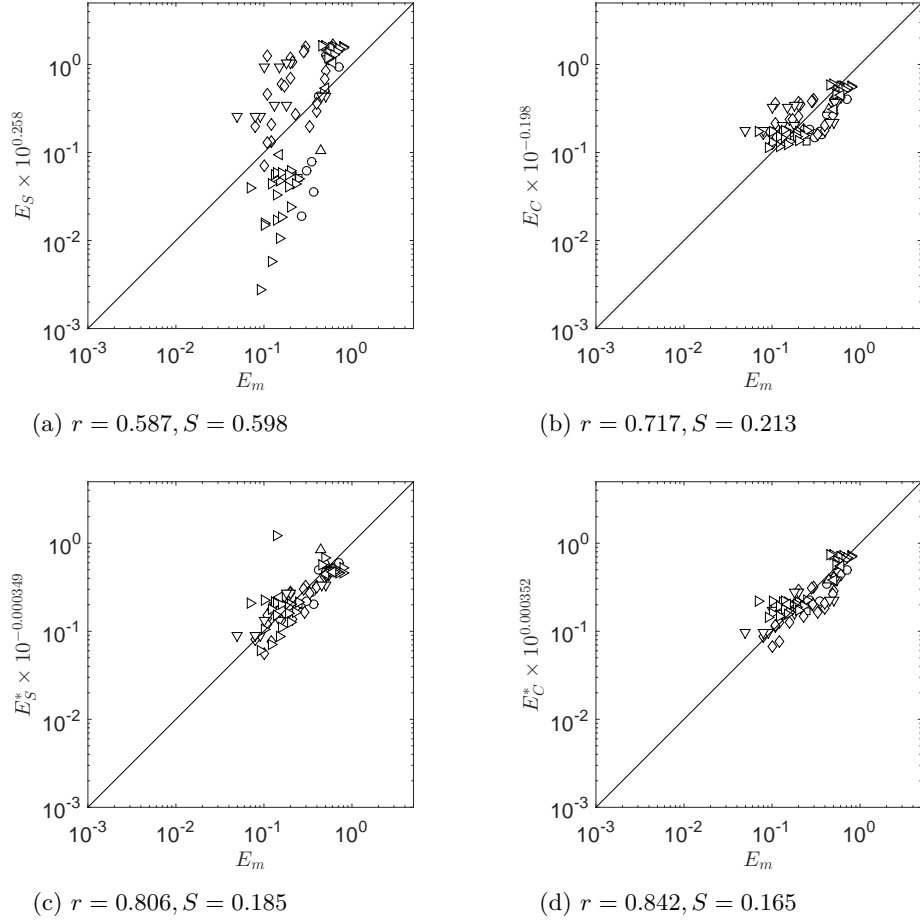 10^0
10^-1
10^-2
10^-3
E_S × 10^0.258
10^-3 10^-2 10^-1 10^0
E_m
(a) r = 0.587, S = 0.598
10^0
10^-1
10^-2
10^-3
E_C × 10^-0.198
10^-3 10^-2 10^-1 10^0
E_m
(b) r = 0.717, S = 0.213
10^0
10^-1
10^-2
10^-3
E_S^* × 10^-0.000349
10^-3 10^-2 10^-1 10^0
E_m
(c) r = 0.806, S = 0.185
10^0
10^-1
10^-2
10^-3
E_C^* × 10^0.000352
10^-3 10^-2 10^-1 10^0
E_m
(d) r = 0.842, S = 0.165